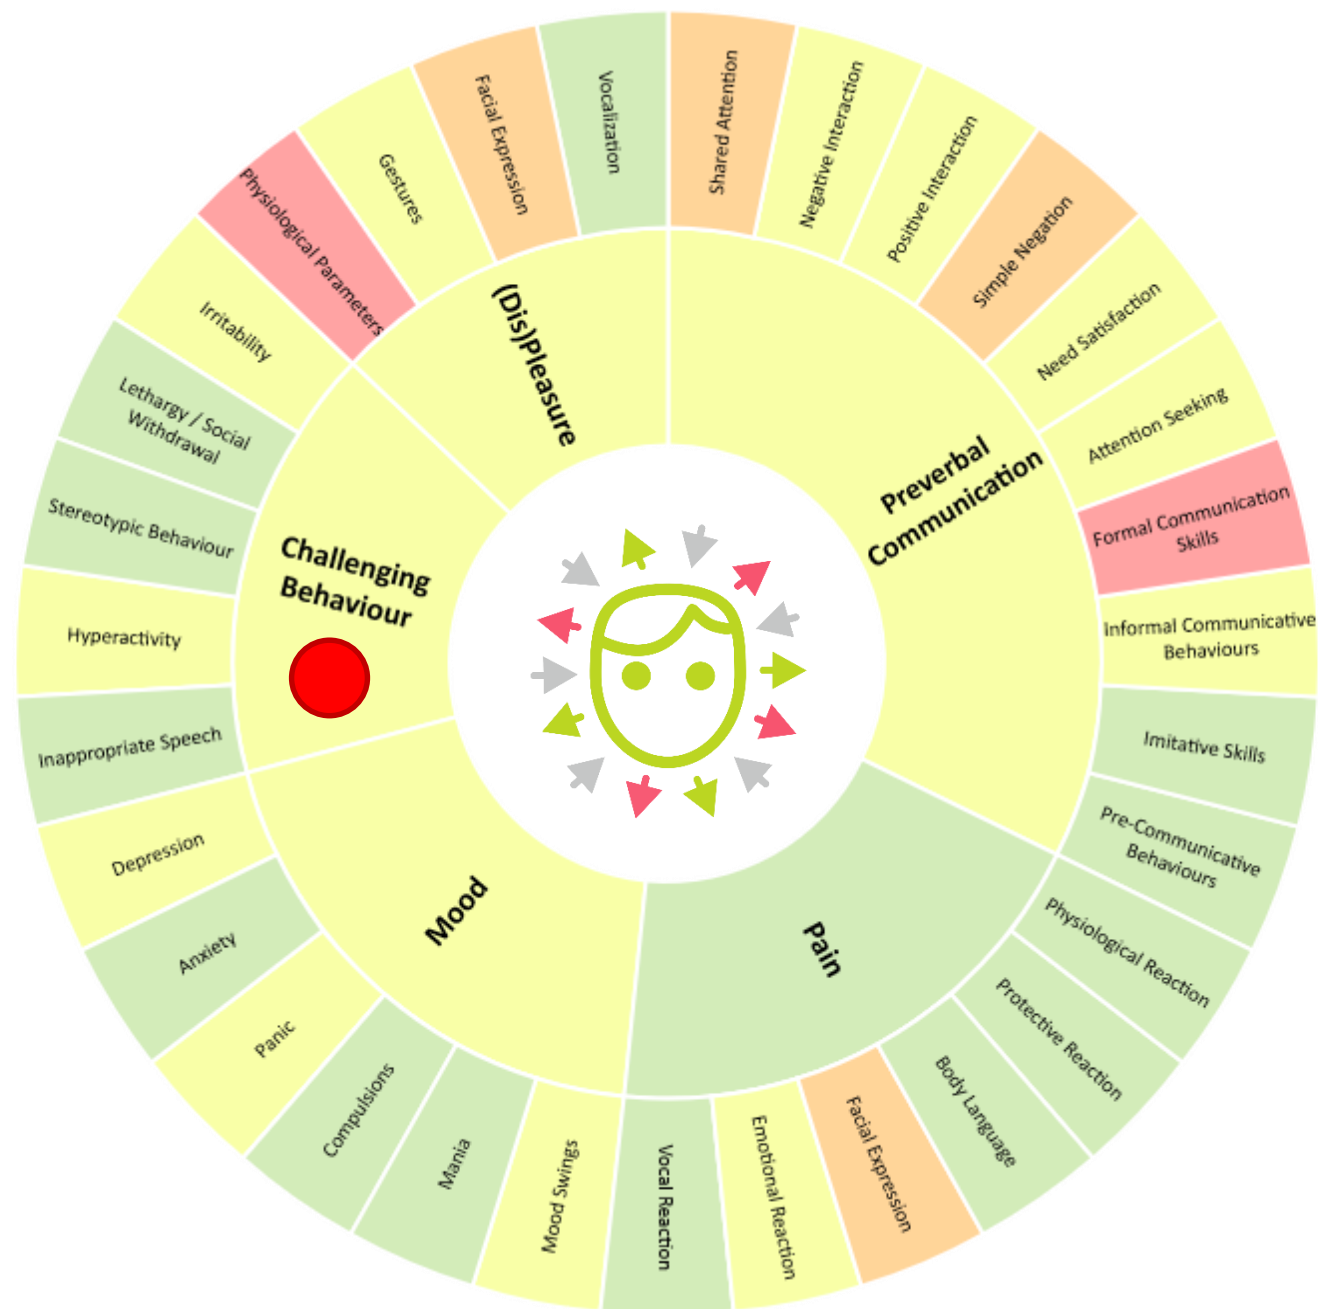 Shared Attention
Negative Interaction
Positive Interaction
Simple Negation
Need Satisfaction
Attention Seeking
Formal Communication
Skills
Informal Communicative
Behaviours
Imitative Skills
Pre-Communicative
Behaviours
Physiological Reaction
Protective Reaction
Body Language
Facial Expression
Emotional Reaction
Vocal Reaction
Mood Swings
Mania
Compulsions
Panic
Anxiety
Depression
Inappropriate Speech
Hyperactivity
Stereotypic Behaviour
Lethargy / Social
Withdrawal
Irritability
Physiological Parameters
Gestures
Facial Expression
Vocalization
Preverbal
Communication
Pain
Mood
Challenging
Behaviour
(Dis)Pleasure